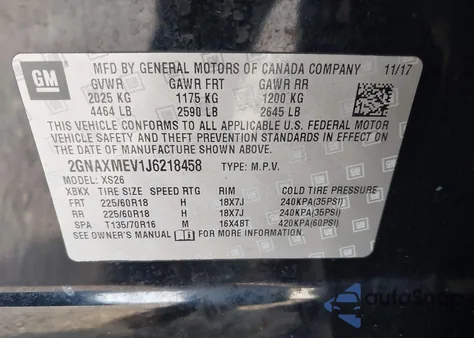 GM
MFD BY GENERAL MOTORS OF CANADA COMPANY 11/17
GVWR GAWR FRT GAWR RR
2025 KG 1175 KG 1200 KG
4464 LB 2590 LB 2645 LB
THIS VEHICLE CONFORMS TO ALL APPLICABLE U.S. FEDERAL MOTOR
VEHICLE SAFETY AND THEFT PREVENTION STANDARDS IN EFFECT
ON THE DATE OF MANUFACTURE SHOWN ABOVE.
2GNAXMEV1J6218458 TYPE: M.P.V.
MODEL: XS26
XBKX TIRE SIZE SPEED RTG RIM COLD TIRE PRESSURE
FRT 225/60R18 H 18X7J 240KPA(35PSI)
RR 225/60R18 H 18X7J 240KPA(35PSI)
SPA T135/70R16 M 16X4BT 420KPA(60PSI)
SEE OWNER'S MANUAL FOR MORE INFORMATION.